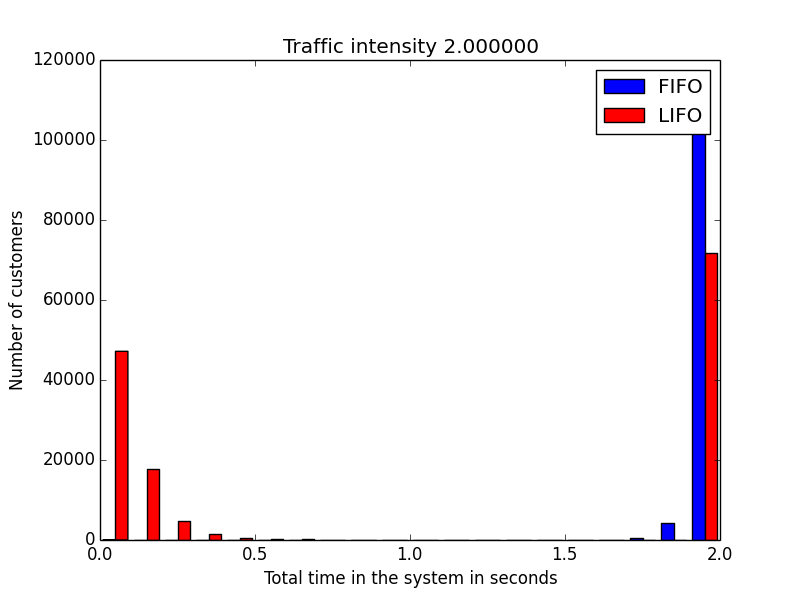 Traffic intensity 2.000000
120000
100000
80000
60000
40000
20000
0
Number of customers
FIFO
LIFO
0.0 0.5 1.0 1.5 2.0
Total time in the system in seconds